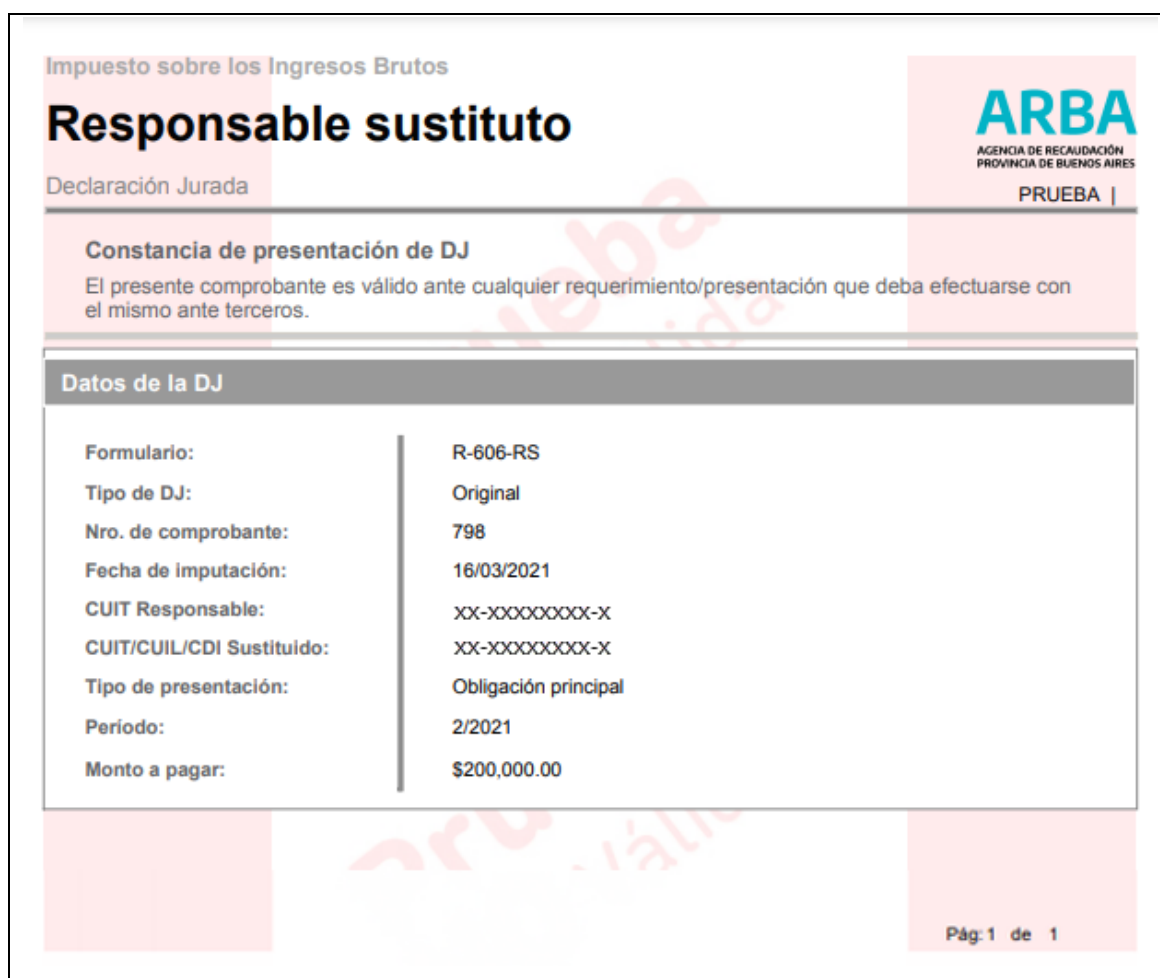 Impuesto sobre los Ingresos Brutos
Responsable sustituto
ARBA
AGENCIA DE RECAUDACIÓN
PROVINCIA DE BUENOS AIRES
Declaración Jurada
PRUEBA |
Constancia de presentación de DJ
El presente comprobante es válido ante cualquier requerimiento/presentación que deba efectuarse con
el mismo ante terceros.
Datos de la DJ
Formulario: R-606-RS
Tipo de DJ: Original
Nro. de comprobante: 798
Fecha de imputación: 16/03/2021
CUIT Responsable: XX-XXXXXXXX-X
CUIT/CUIL/CDI Sustituido: XX-XXXXXXXX-X
Tipo de presentación: Obligación principal
Período: 2/2021
Monto a pagar: $200,000.00
Pág: 1 de 1